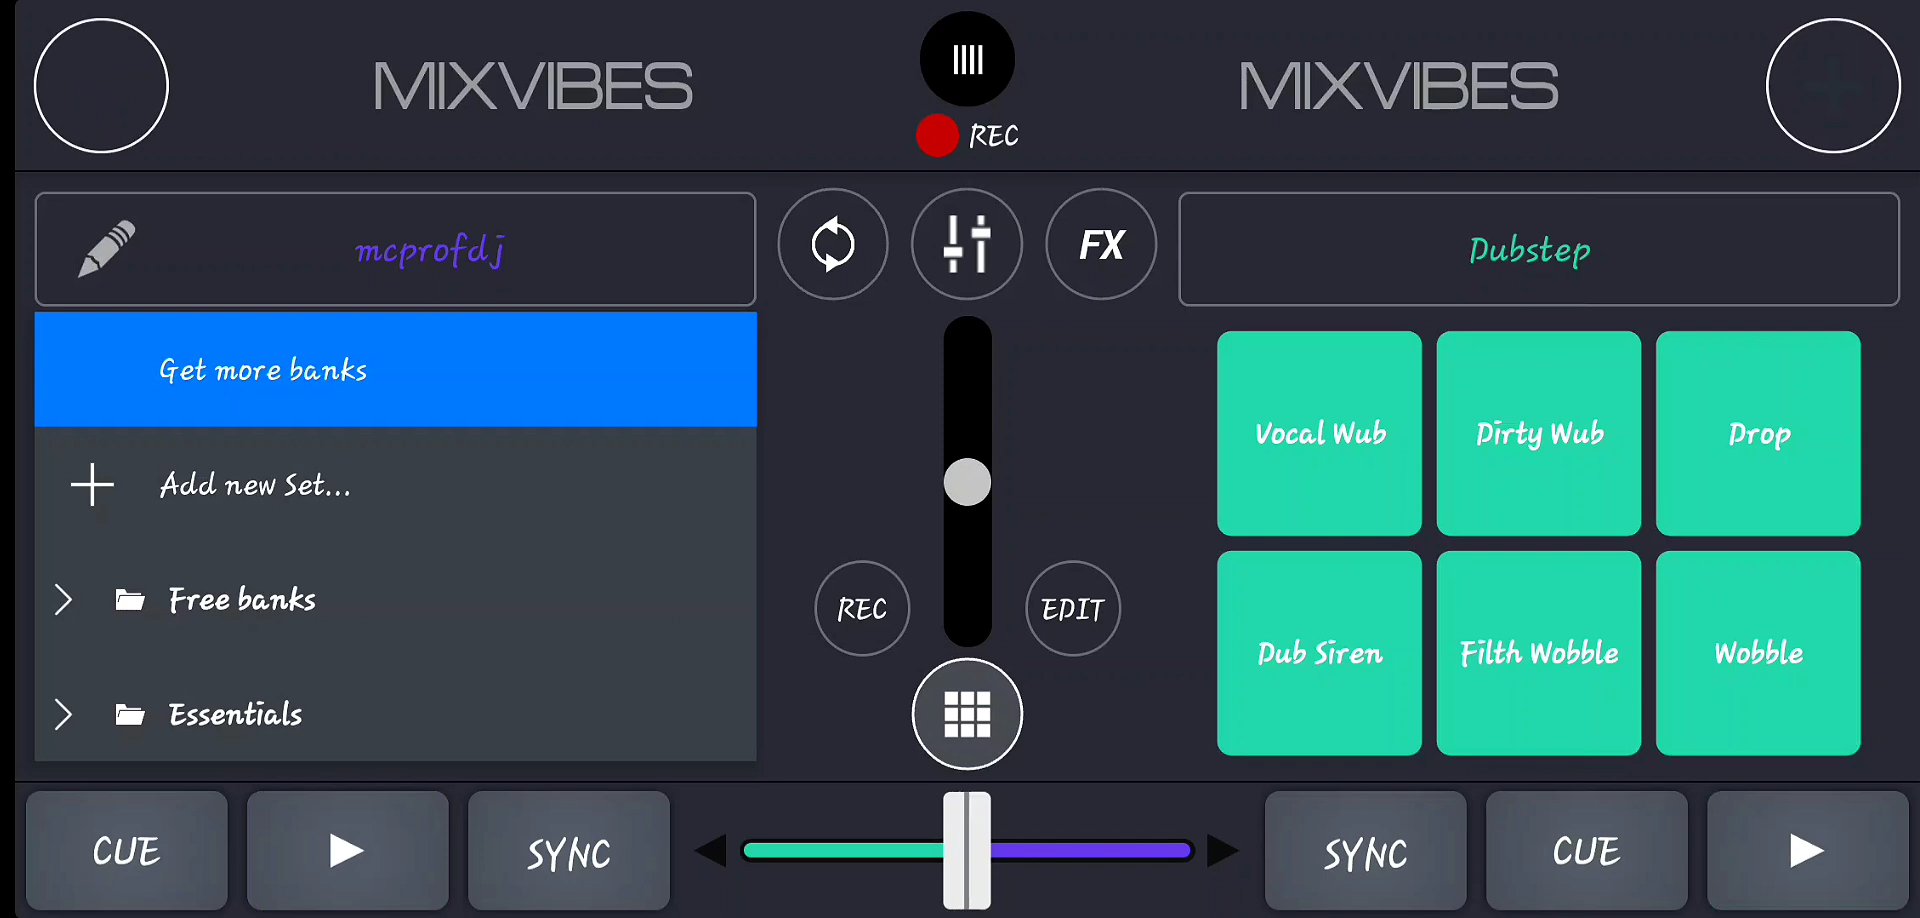 MIXVIBES
MIXVIBES
REC
mcprofdj
FX
Dubstep
Get more banks
Add new Set...
Free banks
Essentials
REC
EDIT
Vocal Wub
Dirty Wub
Drop
Dub Siren
Filth Wobble
Wobble
CUE
SYNC
SYNC
CUE